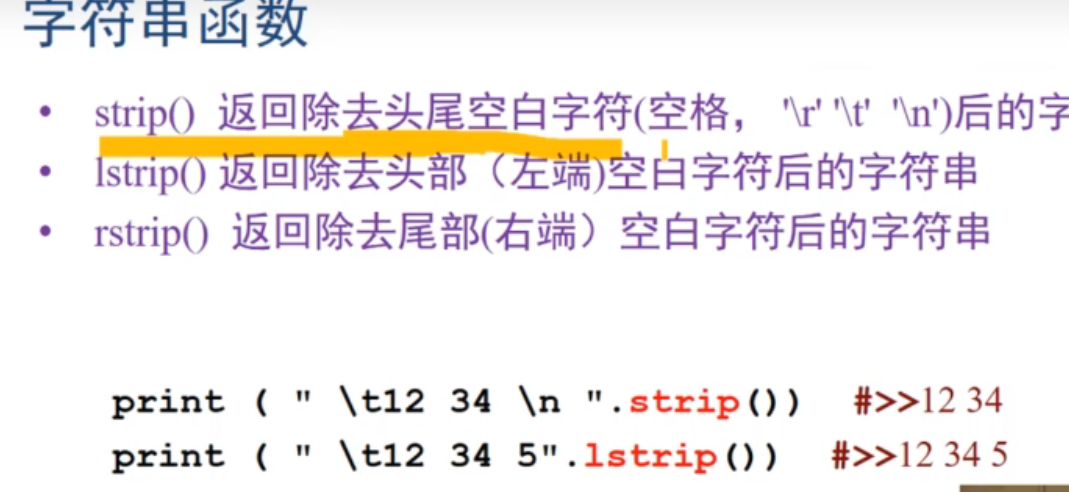 字符串函数
• strip() 返回除去头尾空白字符(空格， '\r' '\t' '\n')后的字
• lstrip() 返回除去头部（左端)空白字符后的字符串
• rstrip() 返回除去尾部(右端）空白字符后的字符串
print ( " \t12 34 \n ".strip()) #>>12 34
print ( " \t12 34 5".lstrip()) #>>12 34 5